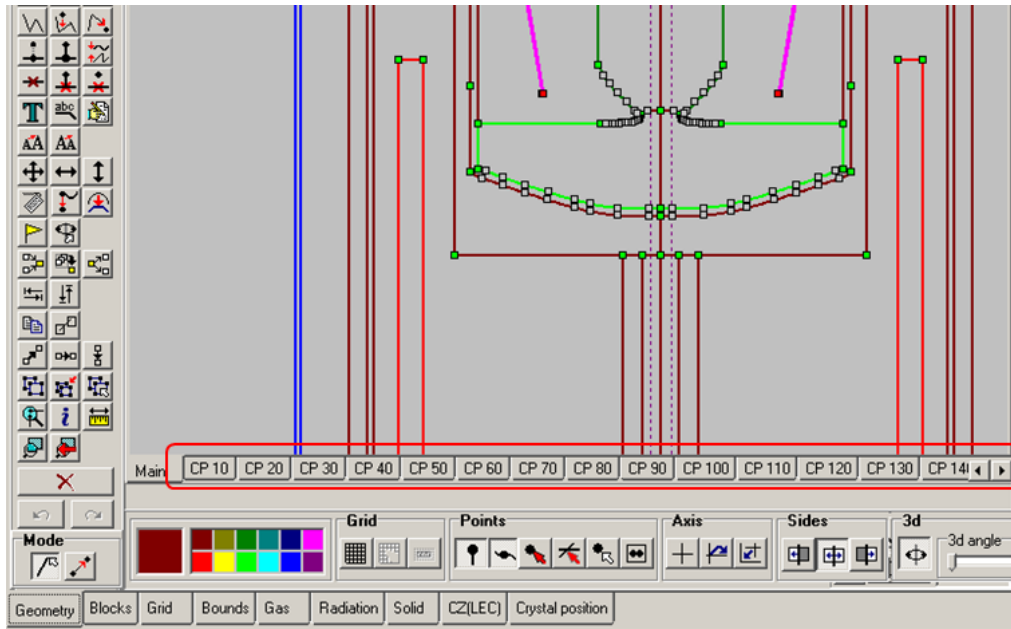 T abc
AA AA
i
Main CP 10 CP 20 CP 30 CP 40 CP 50 CP 60 CP 70 CP 80 CP 90 CP 100 CP 110 CP 120 CP 130 CP 140
Mode Grid Points Axis Sides 3d
3d angle
Geometry Blocks Grid Bounds Gas Radiation Solid CZ(LEC) Crystal position